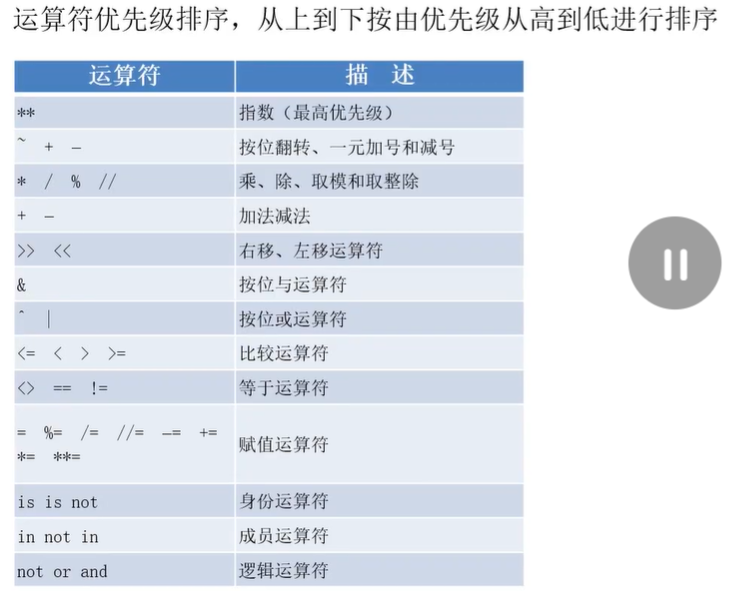 运算符优先级排序，从上到下按由优先级从高到低进行排序
运算符 描 述
** 指数（最高优先级）
~ + - 按位翻转、一元加号和减号
* / % // 乘、除、取模和取整除
+ - 加法减法
>> << 右移、左移运算符
& 按位与运算符
^ | 按位或运算符
<= < > >= 比较运算符
<> == != 等于运算符
= %= /= //= -= +=
*= **=
赋值运算符
is is not 身份运算符
in not in 成员运算符
not or and 逻辑运算符